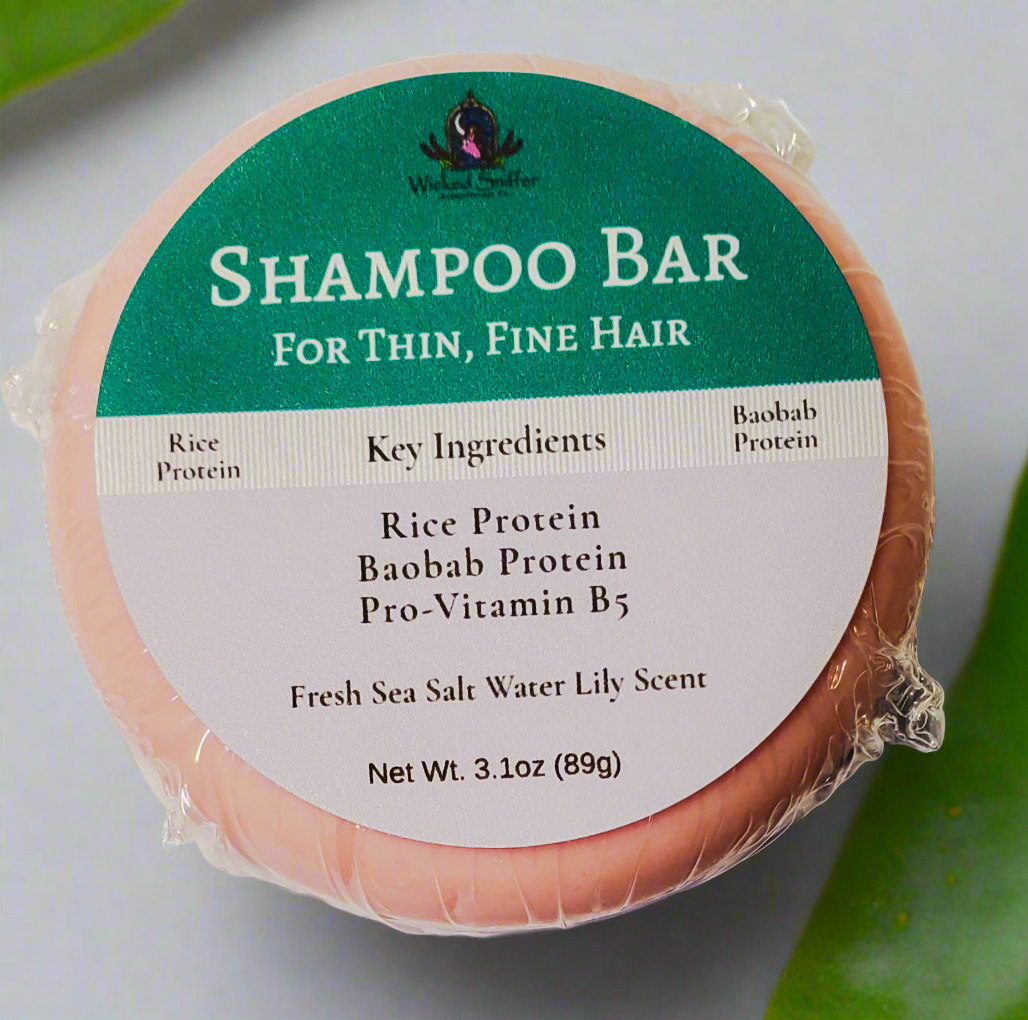 Wicked Sniffer
Shampoo Bar
For Thin, Fine Hair
Rice
Protein
Key Ingredients
Baobab
Protein
Rice Protein
Baobab Protein
Pro-Vitamin B5
Fresh Sea Salt Water Lily Scent
Net Wt. 3.1oz (89g)